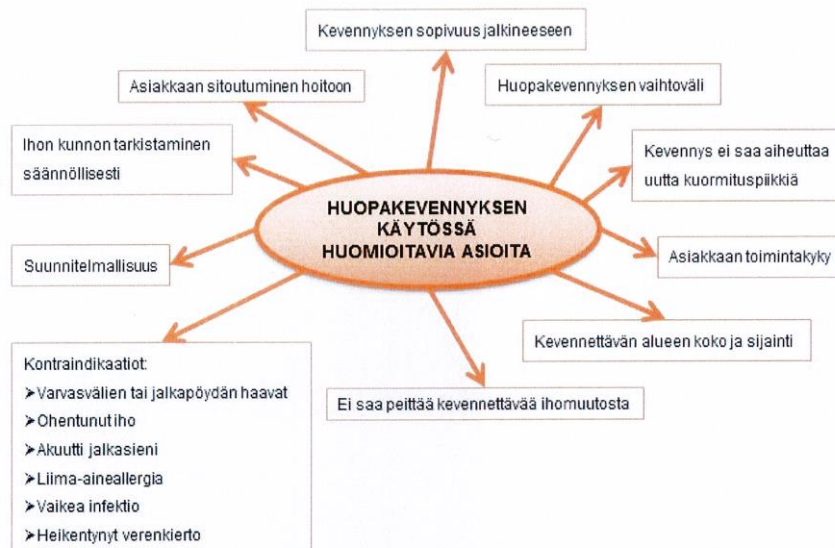 Kevennyksen sopivuus jalkineeseen
Asiakkaan sitoutuminen hoitoon
Huopakevennyksen vaihtoväli
Ihon kunnon tarkistaminen
säännöllisesti
Kevennys ei saa aiheuttaa
uutta kuormituspiikkiä
HUOPAKEVENNYKSEN
KÄYTÖSSÄ
HUOMIOITAVIA ASIOITA
Suunnitelmallisuus
Asiakkaan toimintakyky
Kevennettävän alueen koko ja sijainti
Ei saa peittää kevennettävää ihomuutosta
Kontraindikaatiot:
➤Varvasvälien tai jalkapöydän haavat
➤Ohentunut iho
➤Akuutti jalkasieni
➤Liima-aineallergia
➤Vaikea infektio
➤Heikentynyt verenkierto